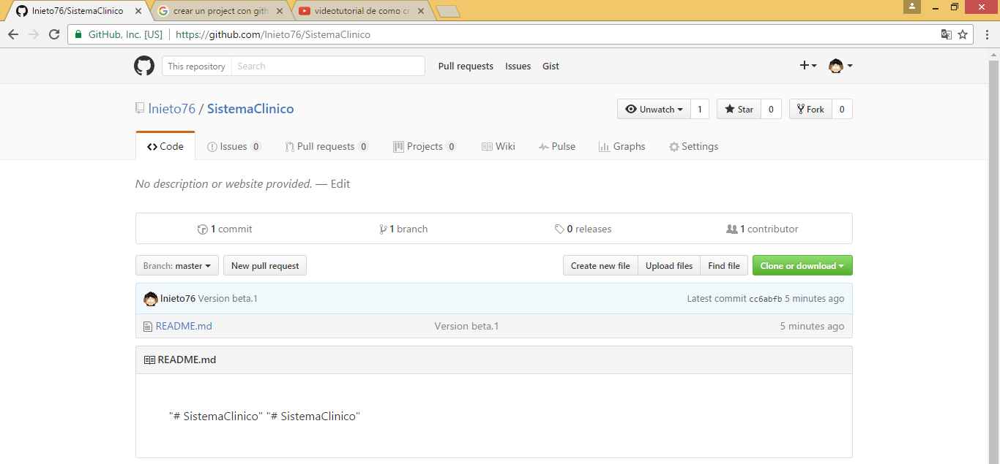 lnieto76/SistemaClinico
crear un project con gith
videotutorial de como cr
GitHub, Inc. [US] https://github.com/lnieto76/SistemaClinico
This repository Search Pull requests Issues Gist
lnieto76 / SistemaClinico Unwatch 1 Star 0 Fork 0
Code Issues 0 Pull requests 0 Projects 0 Wiki Pulse Graphs Settings
No description or website provided. — Edit
1 commit 1 branch 0 releases 1 contributor
Branch: master New pull request Create new file Upload files Find file Clone or download
lnieto76 Version beta.1 Latest commit cc6abfb 5 minutes ago
README.md Version beta.1 5 minutes ago
README.md
"# SistemaClinico" "# SistemaClinico"